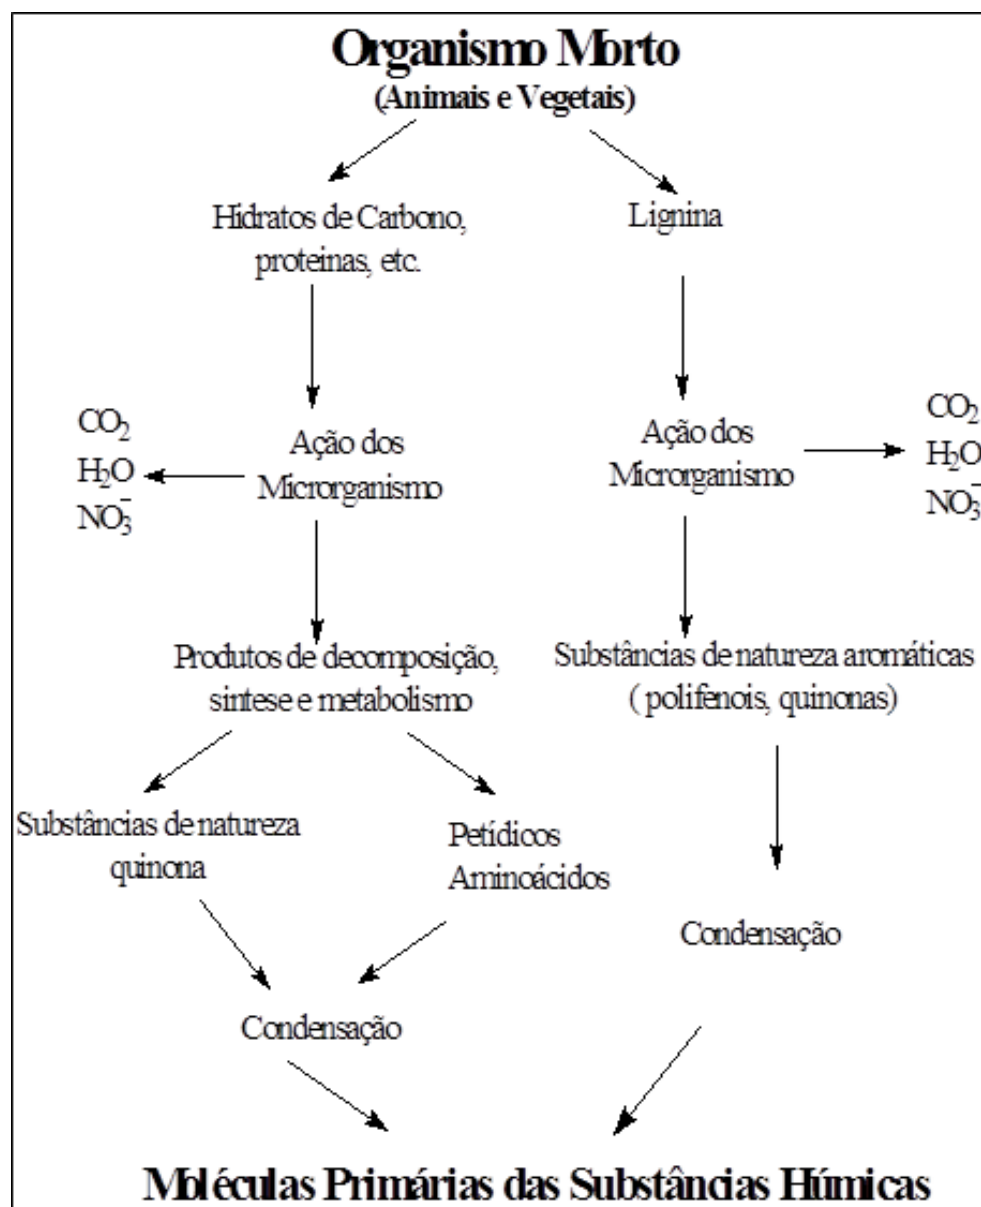 Organismo Morto
(Animais e Vegetais)
Hidratos de Carbono,
proteinas, etc.
Lignina
CO₂
H₂O
NO₃⁻
Ação dos
Microrganismo
Ação dos
Microrganismo
CO₂
H₂O
NO₃⁻
Produtos de decomposição,
sintese e metabolismo
Substâncias de natureza aromáticas
( polifenois, quinonas)
Substâncias de natureza
quinona
Petídicos
Aminoácidos
Condensação
Condensação
Moléculas Primárias das Substâncias Húmicas